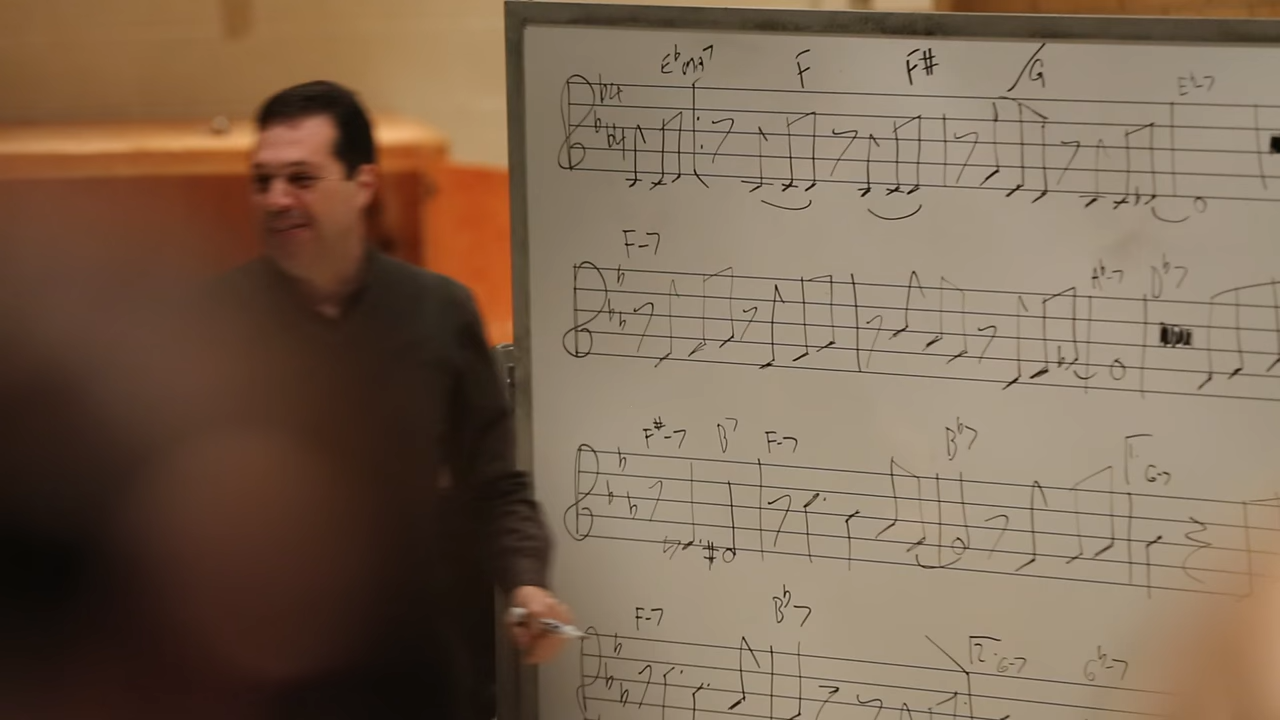 E♭MA7 F F# /G E♭-7
F-7 A♭-7 D♭7
F#-7 B7 F-7 B♭7 1. G-7
F-7 B♭7 2. G-7 G♭-7